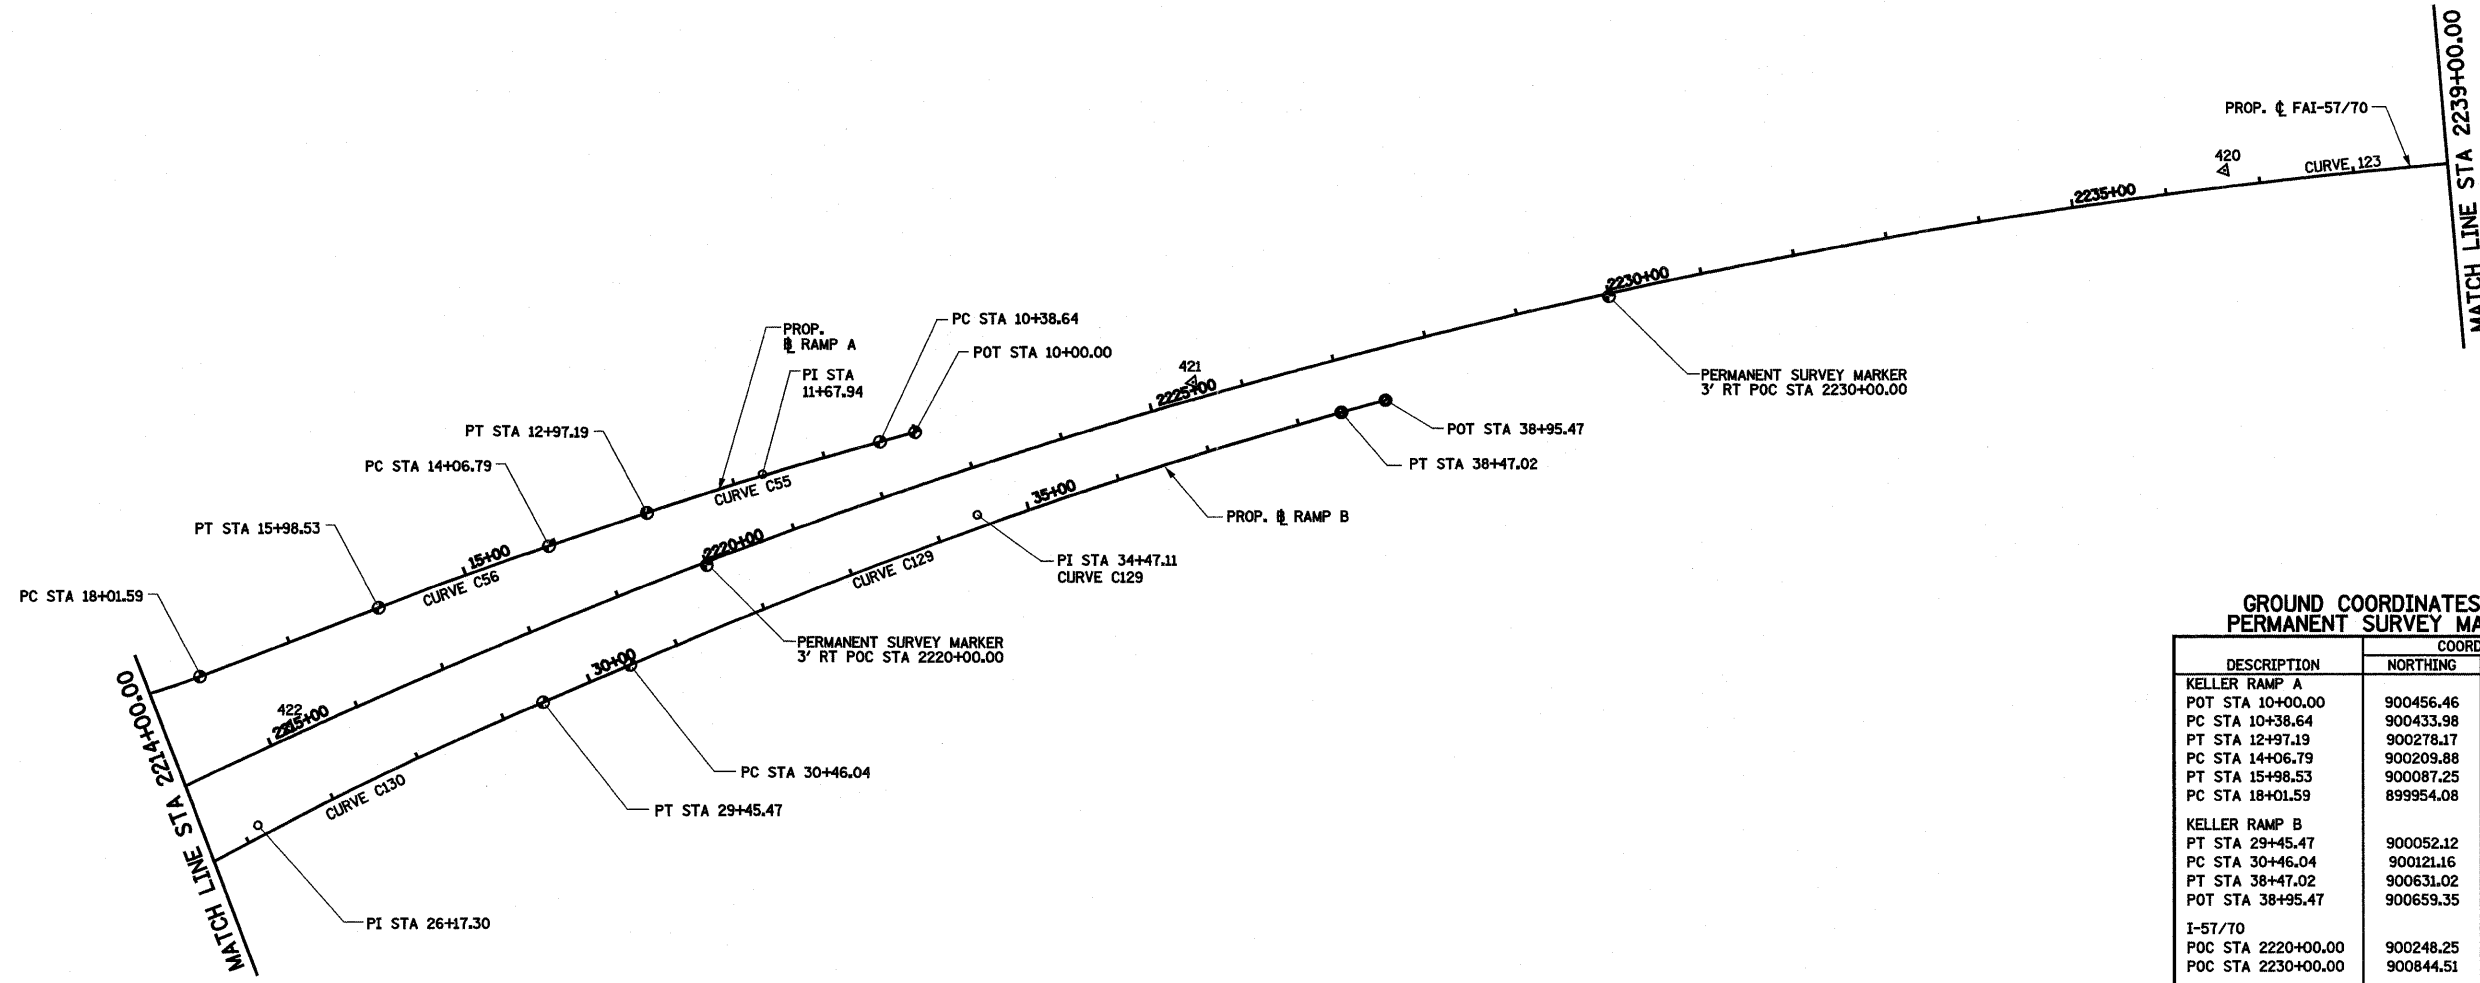 MATCH LINE STA 2239+00.00
PROP. ℄ FAI-57/70
420
CURVE 123
2235+00
2230+00
PC STA 10+38.64
PROP.
RAMP A
POT STA 10+00.00
421
PI STA
11+67.94
PERMANENT SURVEY MARKER
3' RT POC STA 2230+00.00
2225+00
PT STA 12+97.19
POT STA 38+95.47
PC STA 14+06.79
PT STA 38+47.02
CURVE C55
35+00
PROP. RAMP B
PT STA 15+98.53
15+00
2220+00
CURVE C129
PI STA 34+47.11
CURVE C129
CURVE C56
PC STA 18+01.59
PERMANENT SURVEY MARKER
3' RT POC STA 2220+00.00
30+00
422
2215+00
MATCH LINE STA 2214+00.00
PC STA 30+46.04
CURVE C130
PT STA 29+45.47
PI STA 26+17.30
GROUND COORDINATES
PERMANENT SURVEY MA
COORD
DESCRIPTION NORTHING
KELLER RAMP A
POT STA 10+00.00 900456.46
PC STA 10+38.64 900433.98
PT STA 12+97.19 900278.17
PC STA 14+06.79 900209.88
PT STA 15+98.53 900087.25
PC STA 18+01.59 899954.08
KELLER RAMP B
PT STA 29+45.47 900052.12
PC STA 30+46.04 900121.16
PT STA 38+47.02 900631.02
POT STA 38+95.47 900659.35
I-57/70
POC STA 2220+00.00 900248.25
POC STA 2230+00.00 900844.51